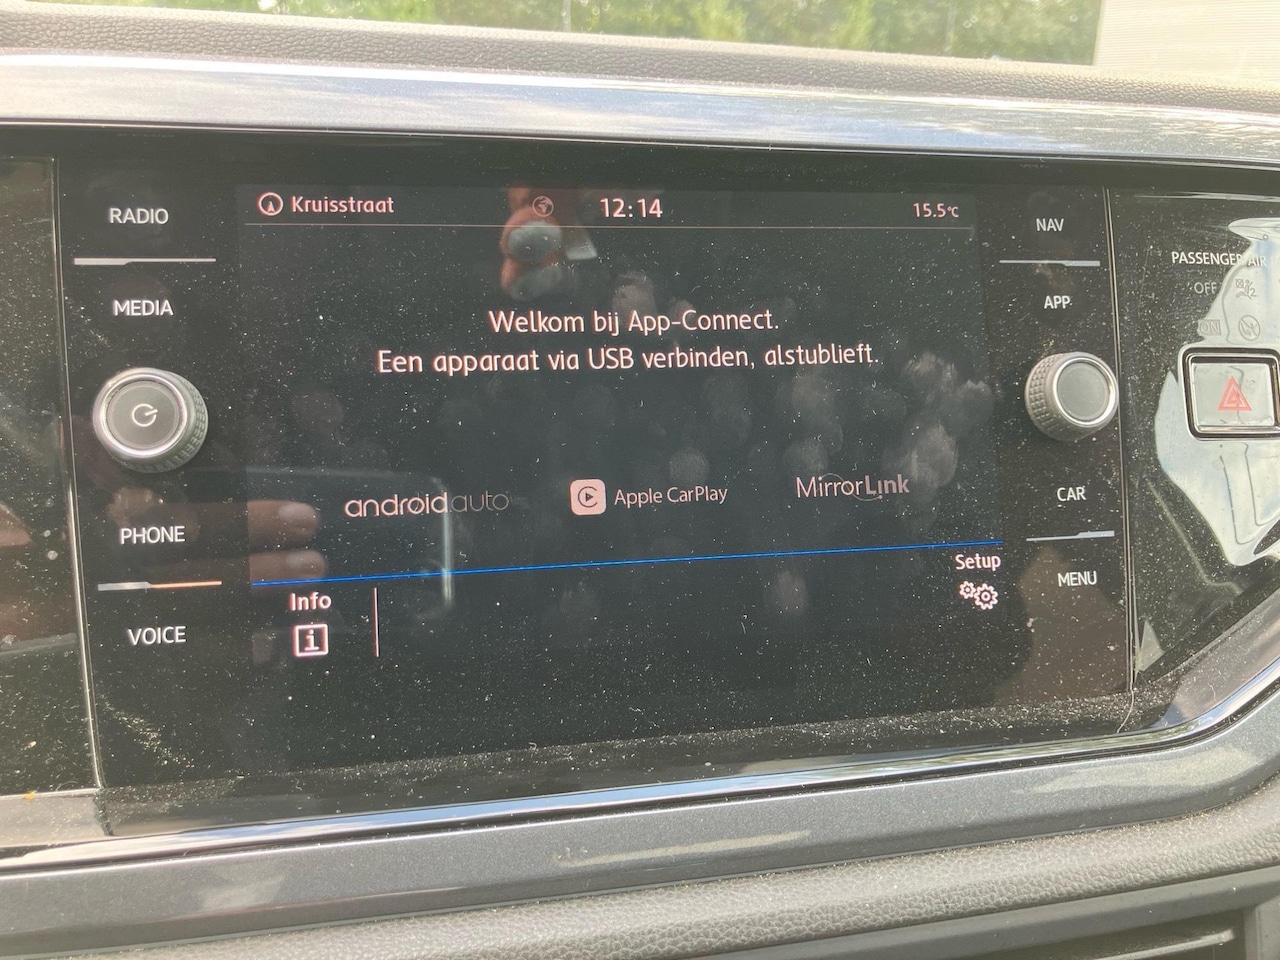 Kruisstraat 12:14 15.5°C
RADIO
MEDIA
PHONE
VOICE
Welkom bij App-Connect.
Een apparaat via USB verbinden, alstublieft.
androidauto Apple CarPlay MirrorLink
Info
i
Setup
NAV
APP
CAR
MENU
PASSENGER AIR
OFF
ON